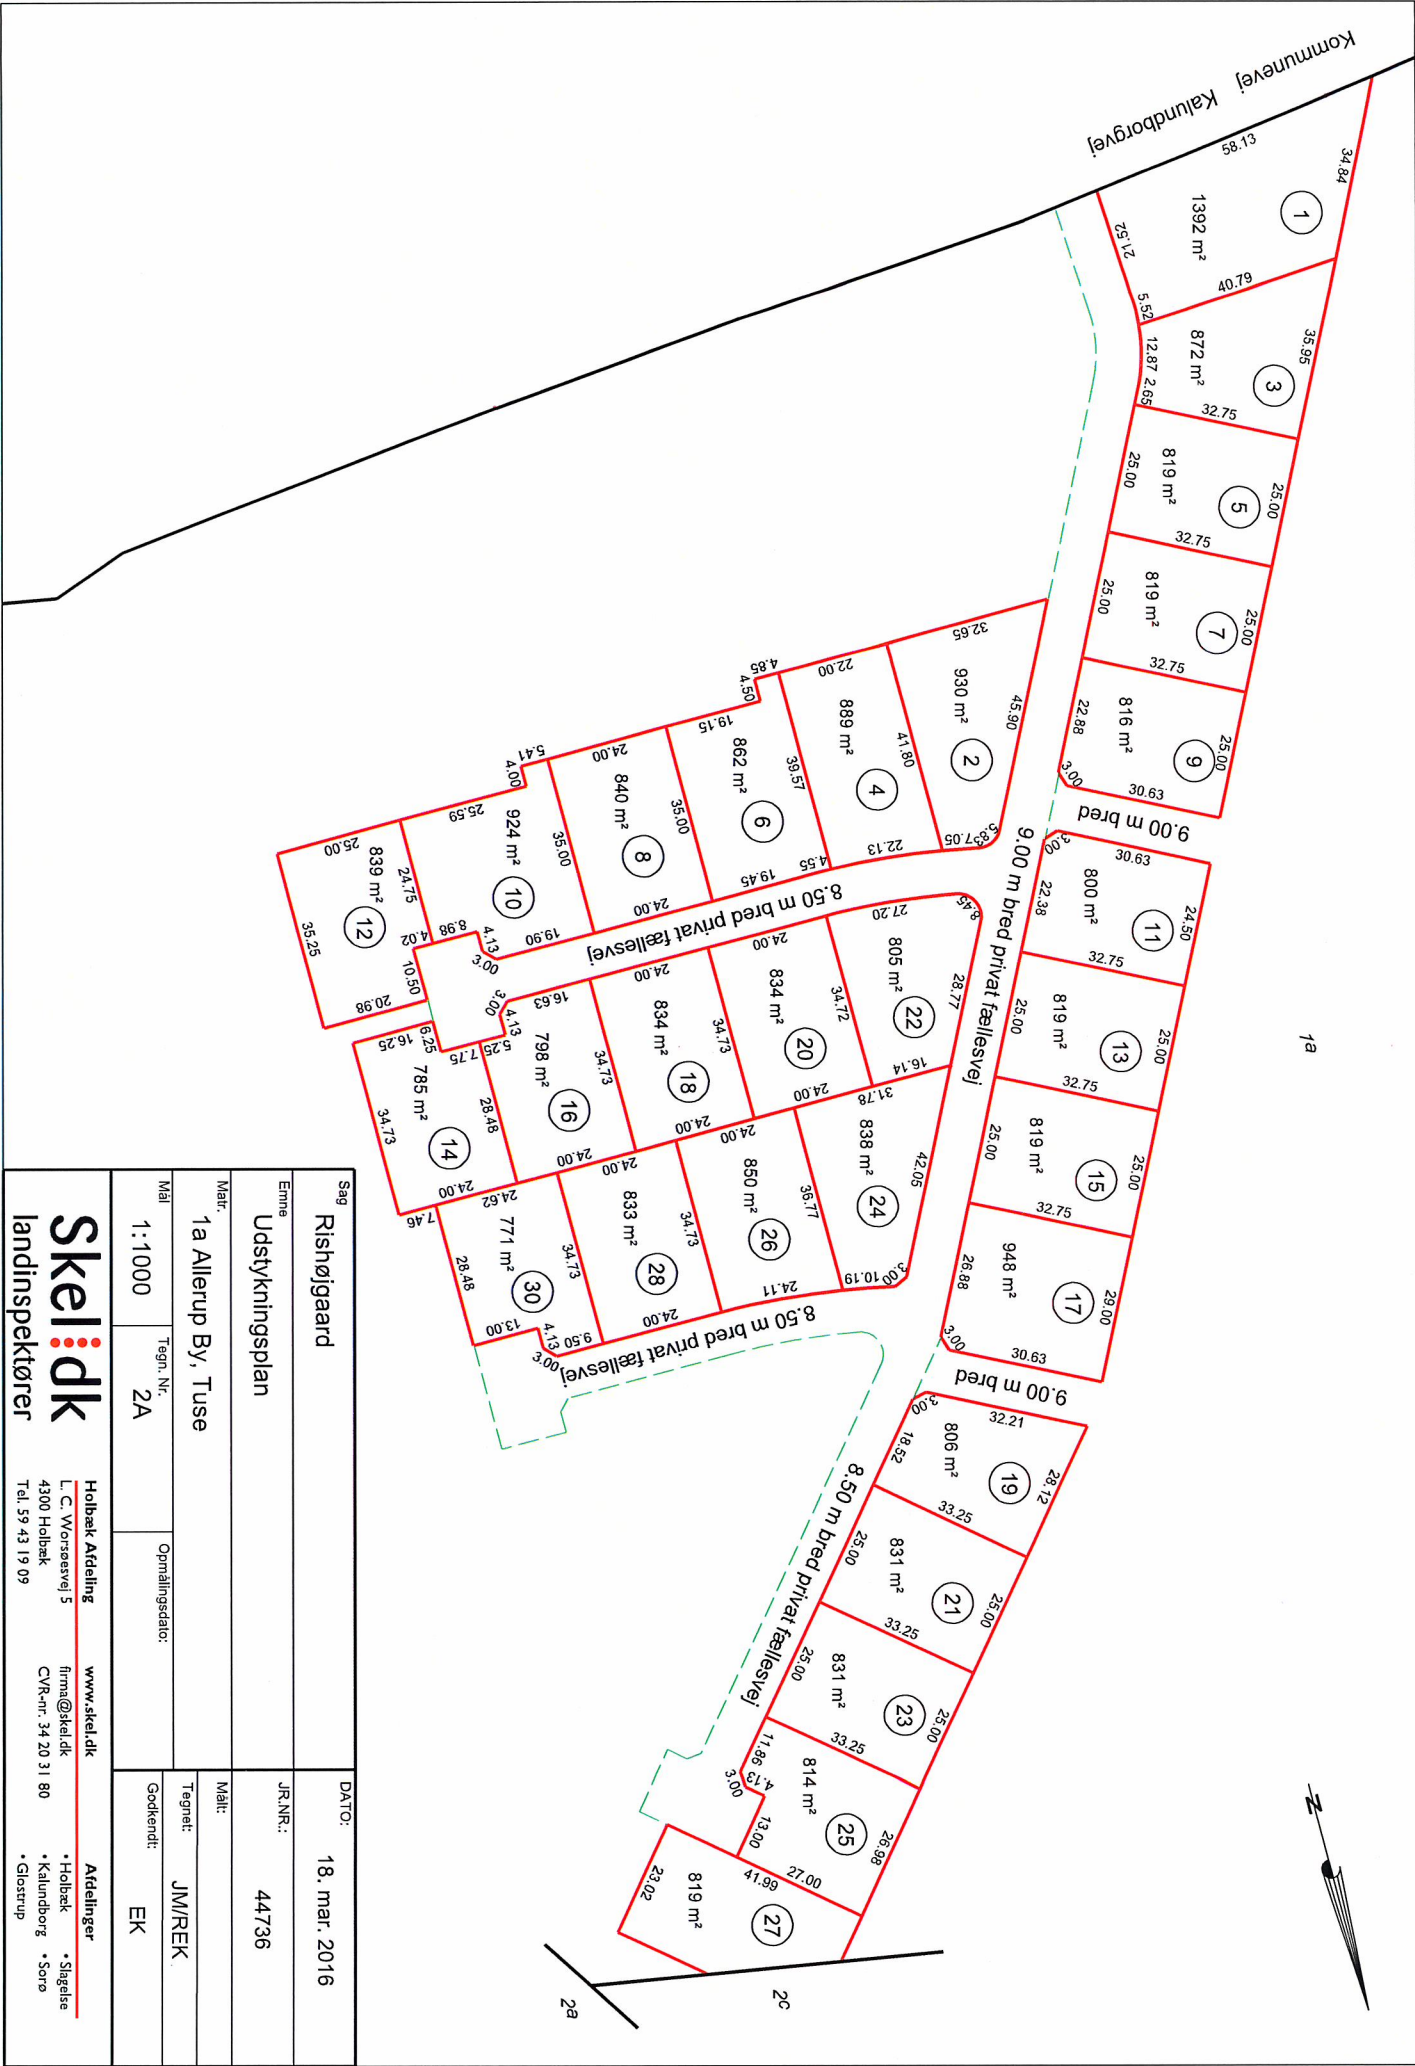 Kommunevej Kalundborgvej
58.13
34.84
1
1392 m²
21.52
5.52
40.79
35.95
3
872 m²
12.87
2.65
32.75
25.00
5
819 m²
25.00
32.75
25.00
7
819 m²
25.00
32.75
25.00
9
816 m²
22.88
3.00
30.63
9.00 m bred
3.00
30.63
24.50
11
800 m²
22.38
32.75
25.00
13
819 m²
25.00
32.75
25.00
15
819 m²
25.00
32.75
29.00
17
948 m²
26.88
3.00
30.63
9.00 m bred
3.00
32.21
28.12
19
806 m²
18.52
33.25
25.00
21
831 m²
25.00
33.25
25.00
23
831 m²
25.00
33.25
26.98
25
814 m²
11.86
4.13
3.00
13.00
27.00
41.99
27
819 m²
23.02
1a
2c
2a
N
9.00 m bred privat fællesvej
8.50 m bred privat fællesvej
8.50 m bred privat fællesvej
8.50 m bred privat fællesvej
32.65
930 m²
2
45.90
5.83
7.05
41.80
22.00
889 m²
4
22.13
4.85
4.50
39.57
4.55
19.15
862 m²
6
19.45
35.00
24.00
840 m²
8
24.00
5.41
4.00
35.00
25.59
924 m²
10
19.90
4.13
3.00
8.98
24.75
4.02
25.00
839 m²
12
10.50
35.25
20.98
8.45
27.20
805 m²
22
28.77
16.14
34.72
24.00
834 m²
20
24.00
34.73
24.00
834 m²
18
24.00
34.73
16.63
3.00
4.13
5.25
798 m²
16
24.00
28.48
7.75
6.25
16.25
785 m²
14
24.00
34.73
31.78
838 m²
24
42.05
3.00
10.19
36.77
24.00
850 m²
26
24.11
34.73
24.00
833 m²
28
24.00
34.73
24.62
771 m²
30
9.50
4.13
3.00
13.00
28.48
7.46
Sag
Rishøjgaard
DATO:
18. mar. 2016
Emne
Udstykningsplan
JR.NR.:
44736
Matr.
1a Allerup By, Tuse
Målt:
Tegnet:
JM/REK
Mål
1:1000
Tegn. Nr.
2A
Opmålingsdato:
Godkendt:
EK
Skel dk
landinspektører
Holbæk Afdeling
L. C. Worsøesvej 5
4300 Holbæk
Tel. 59 43 19 09
www.skel.dk
firma@skel.dk
CVR-nr. 34 20 31 80
Afdelinger
• Holbæk • Slagelse
• Kalundborg • Sorø
• Glostrup